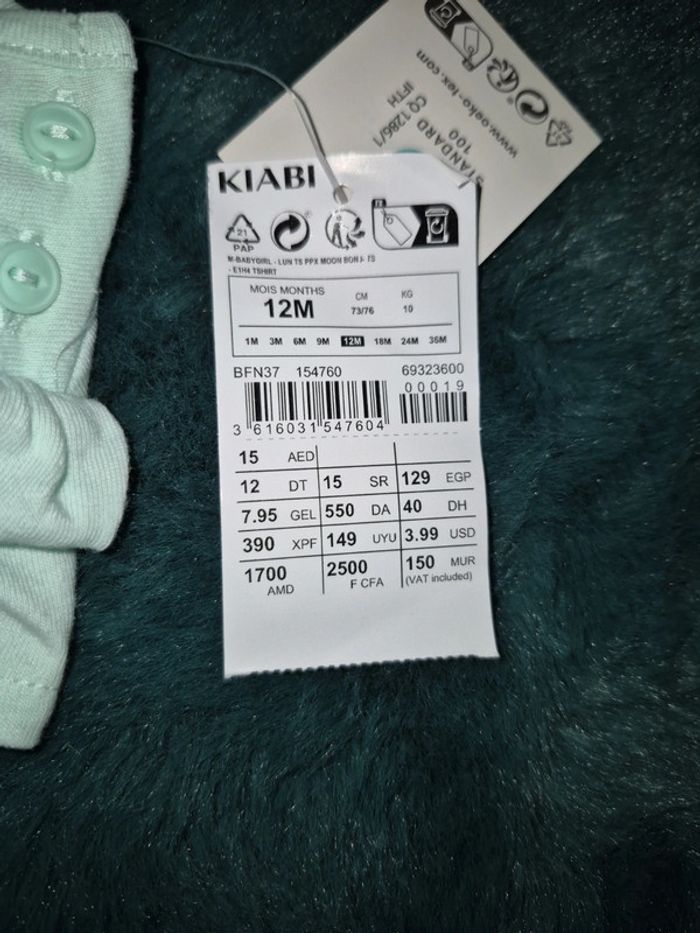 www.oeko-tex.com
STANDARD
100
CQ 1286/1
IFTH
KIABI
FR
21
PAP
M-BABYGIRL - LUN TS PPX MOON BON J- TS
- E1H4 TSHIRT
MOIS MONTHS CM KG
12M 73/76 10
1M 3M 6M 9M 12M 18M 24M 36M
BFN37 154760 69323600
00019
3 616031 547604
15 AED
12 DT 15 SR 129 EGP
7.95 GEL 550 DA 40 DH
390 XPF 149 UYU 3.99 USD
1700 AMD 2500 F CFA 150 MUR
(VAT included)